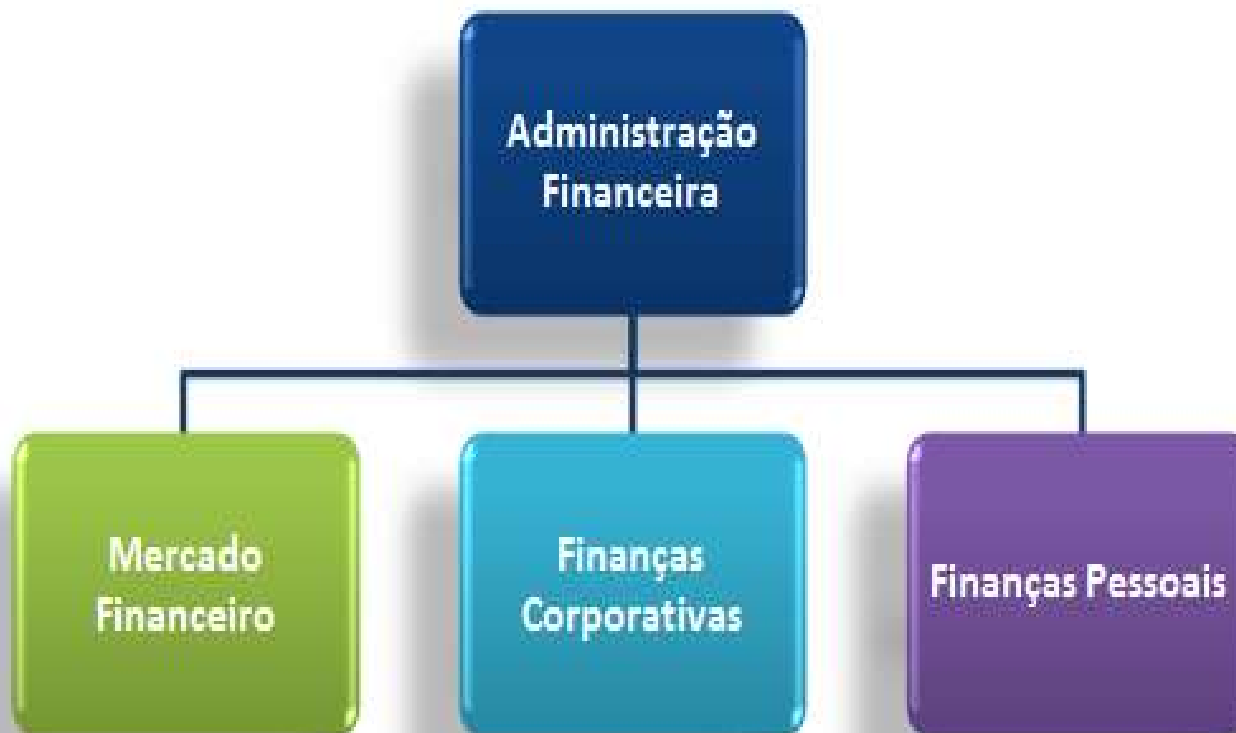 Administração
Financeira
Mercado
Financeiro
Finanças
Corporativas
Finanças Pessoais